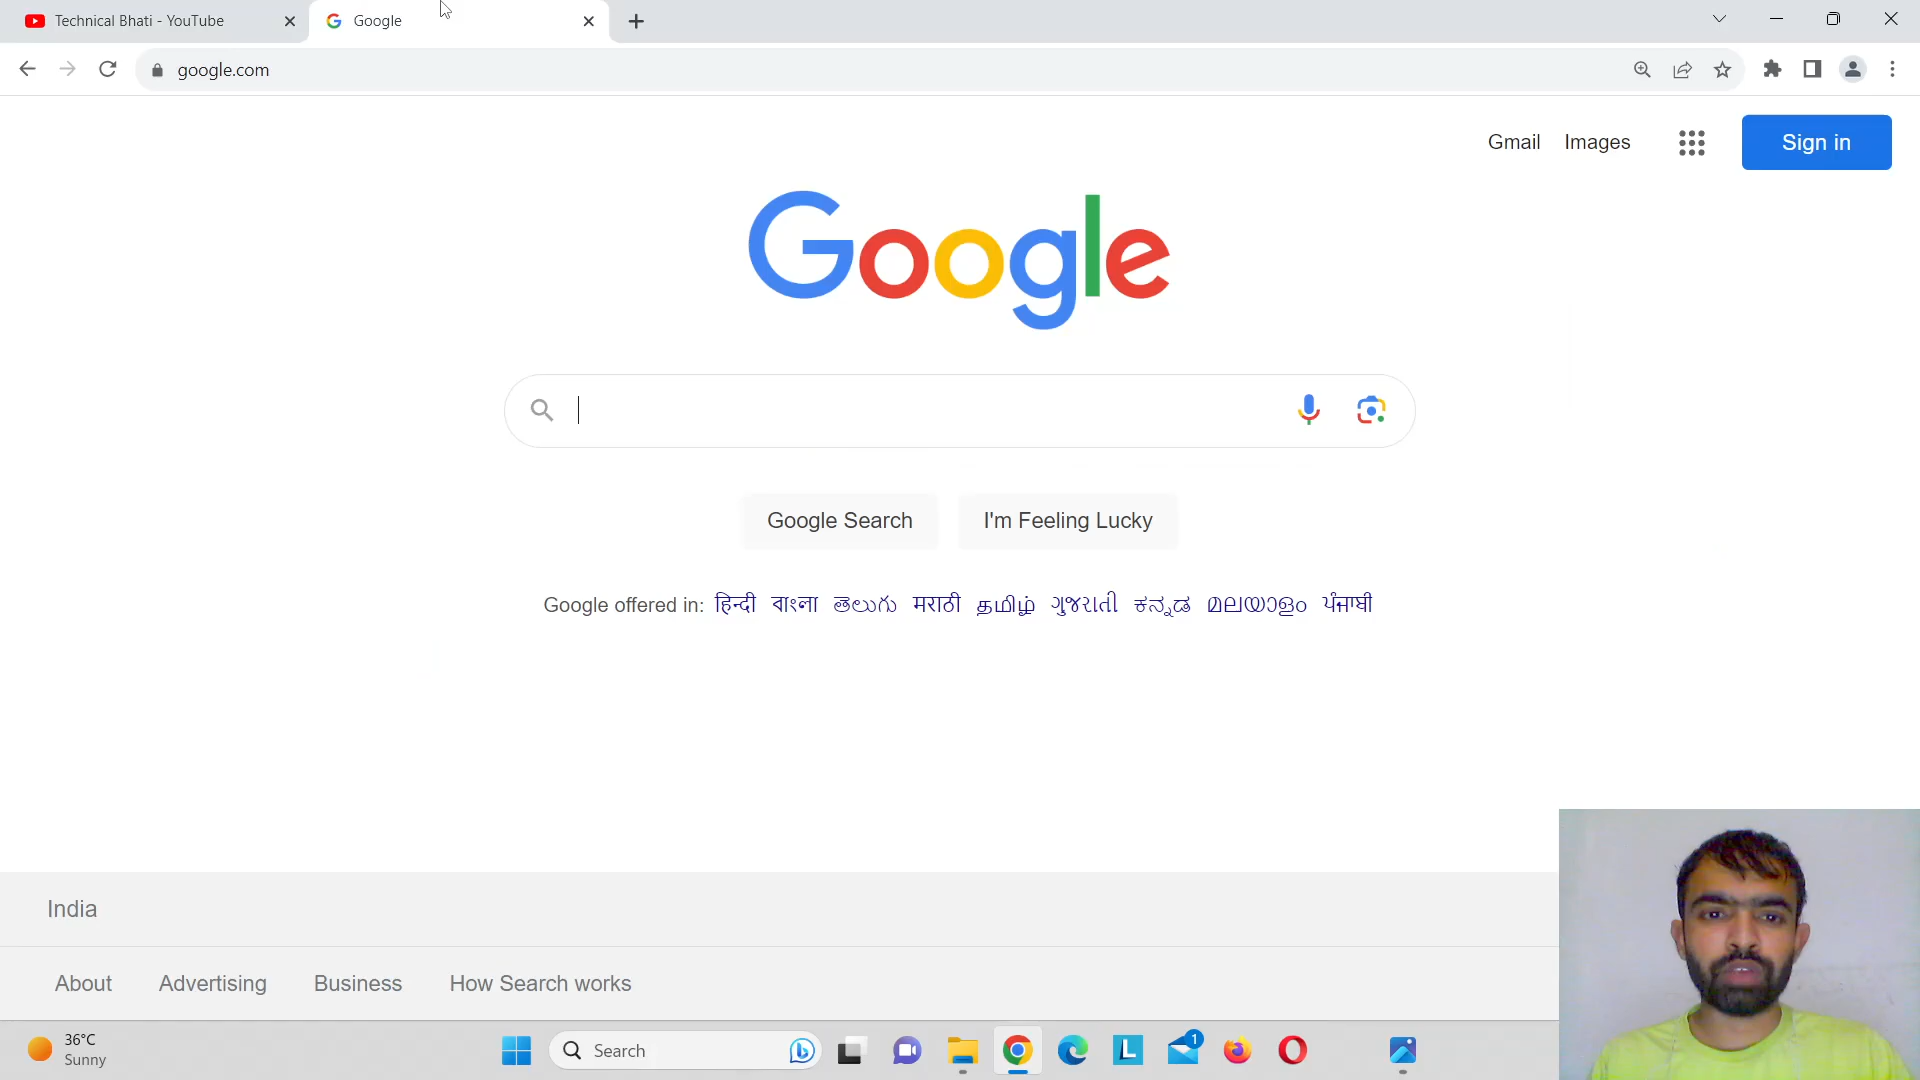 Technical Bhati - YouTube
Google
google.com
Gmail Images Sign in
Google
Google Search I'm Feeling Lucky
Google offered in: हिन्दी বাংলা తెలుగు मराठी தமிழ் ગુજરાતી ಕನ್ನಡ മലയാളം ਪੰਜਾਬੀ
India
About Advertising Business How Search works
36°C
Sunny
Search
L
1